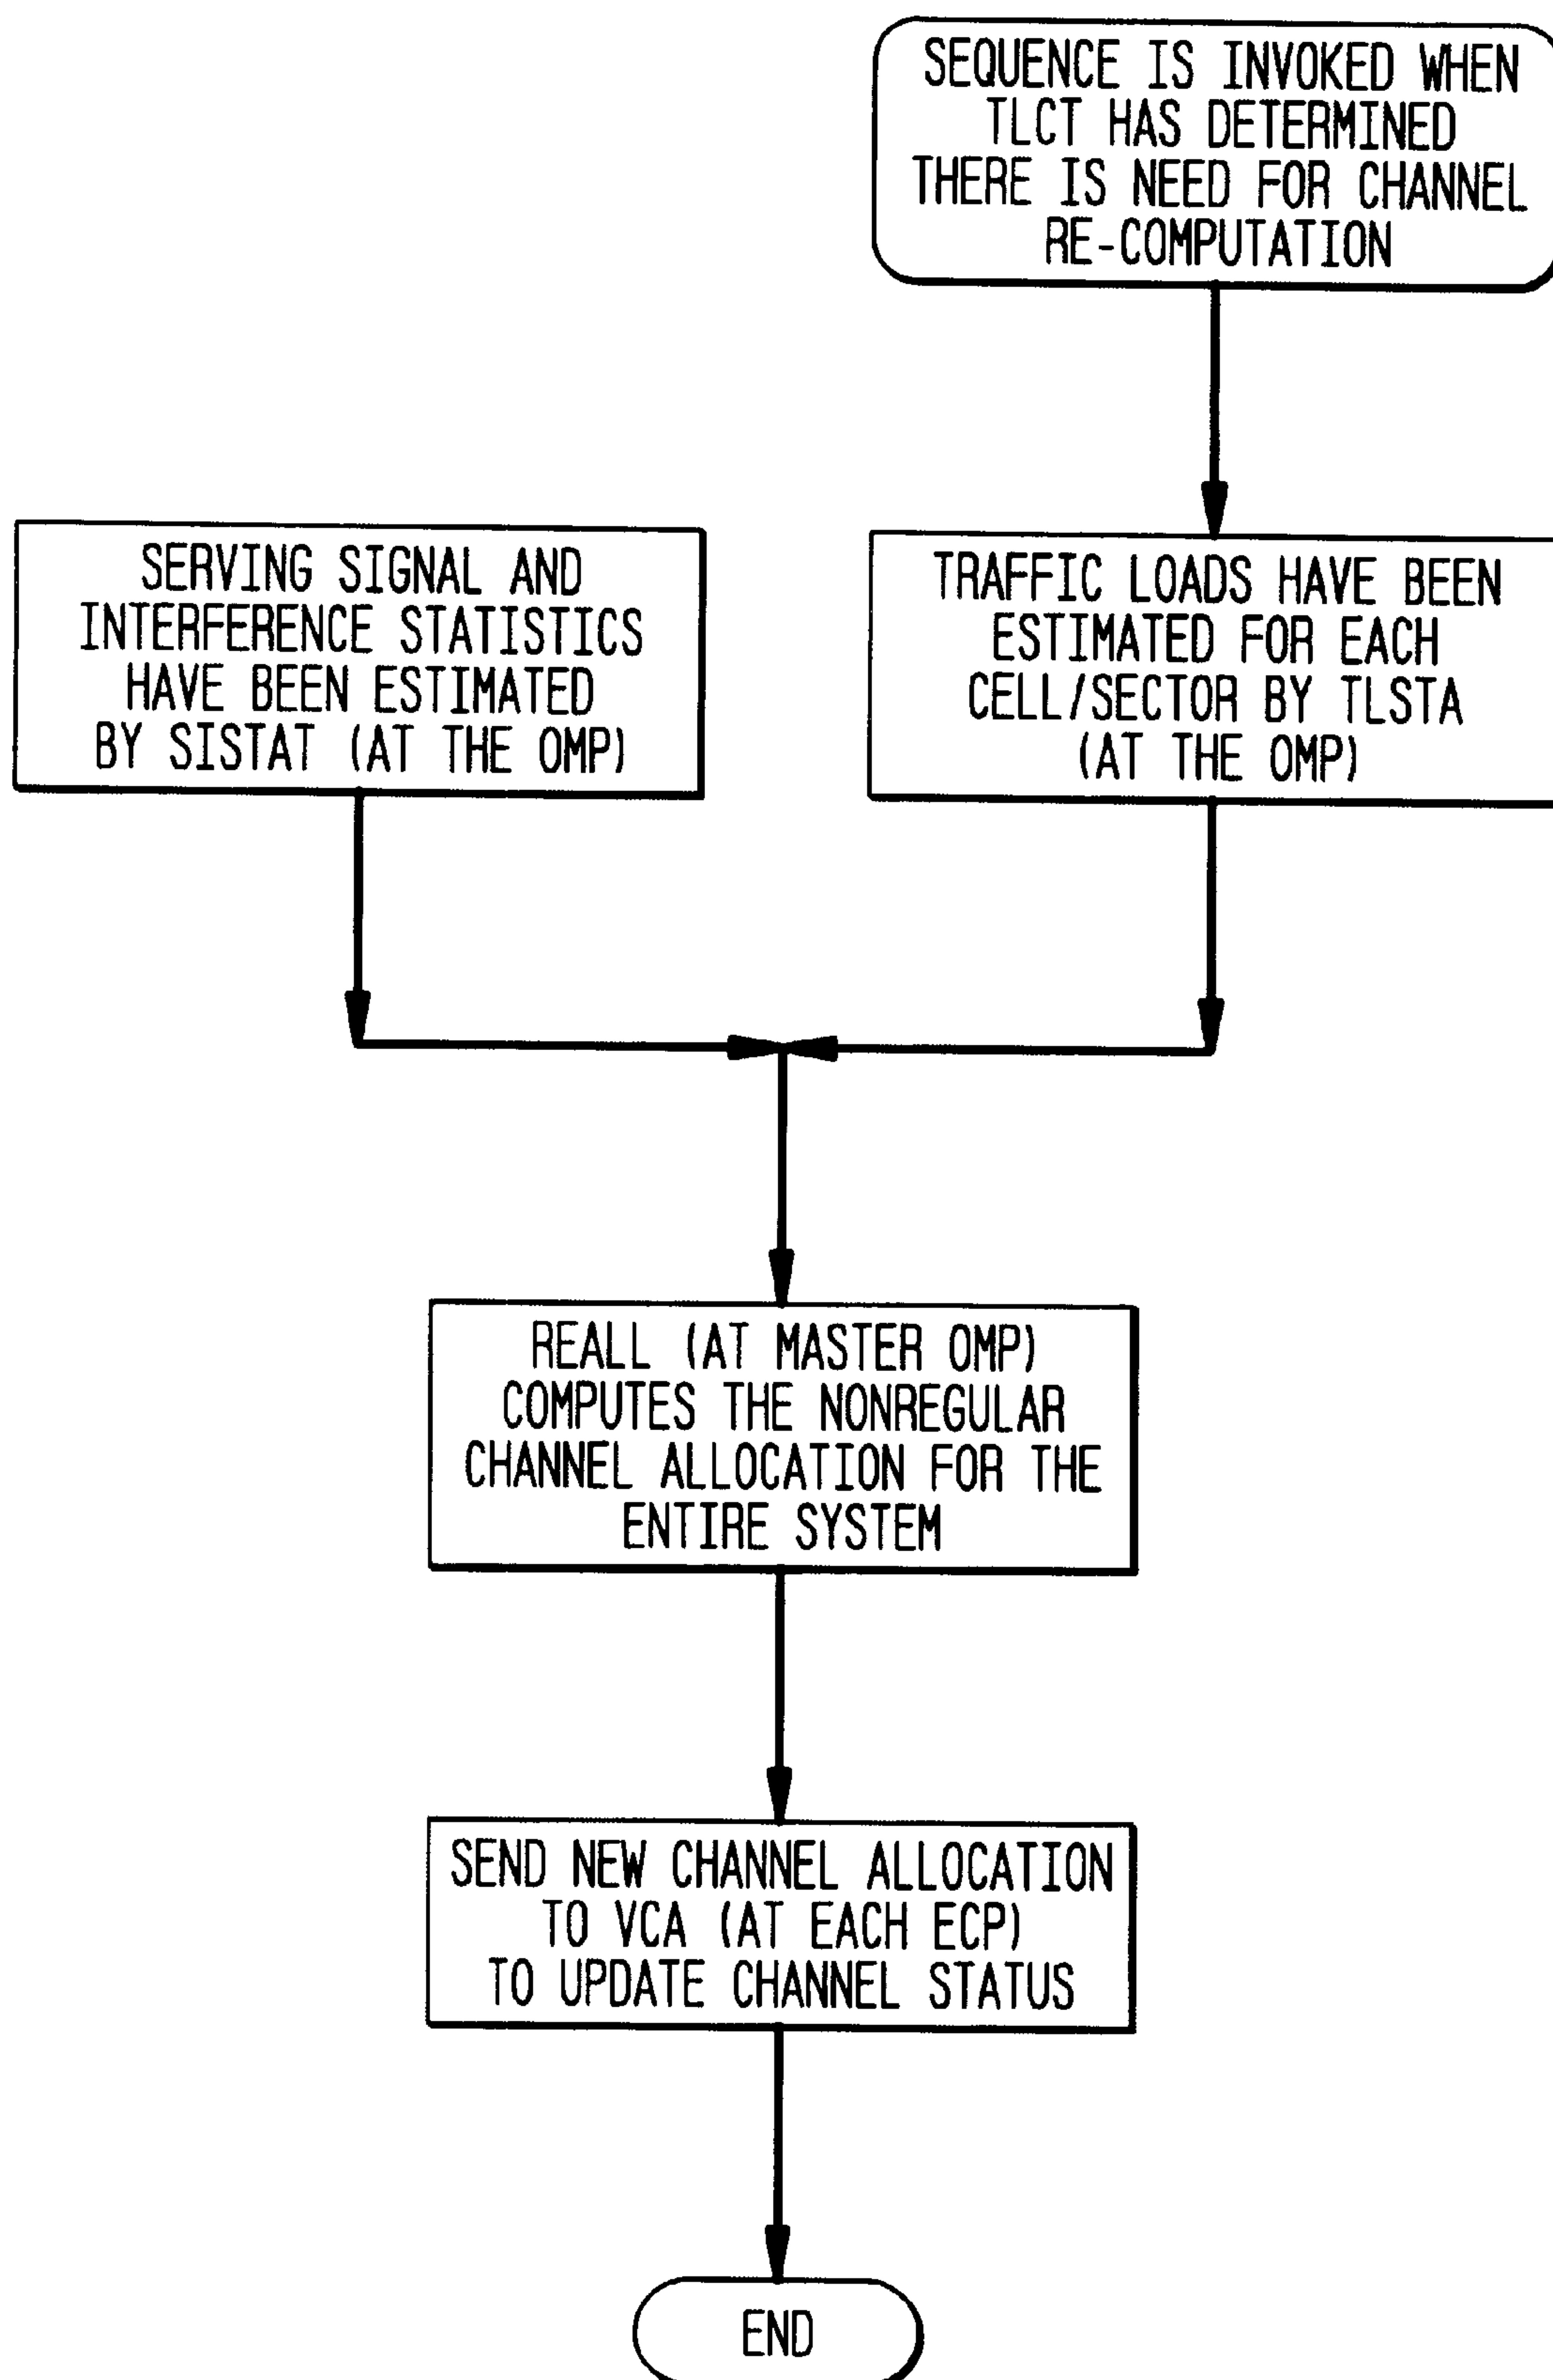 SEQUENCE IS INVOKED WHEN
TLCT HAS DETERMINED
THERE IS NEED FOR CHANNEL
RE-COMPUTATION
SERVING SIGNAL AND
INTERFERENCE STATISTICS
HAVE BEEN ESTIMATED
BY SISTAT (AT THE OMP)
TRAFFIC LOADS HAVE BEEN
ESTIMATED FOR EACH
CELL/SECTOR BY TLSTA
(AT THE OMP)
REALL (AT MASTER OMP)
COMPUTES THE NONREGULAR
CHANNEL ALLOCATION FOR THE
ENTIRE SYSTEM
SEND NEW CHANNEL ALLOCATION
TO VCA (AT EACH ECP)
TO UPDATE CHANNEL STATUS
END